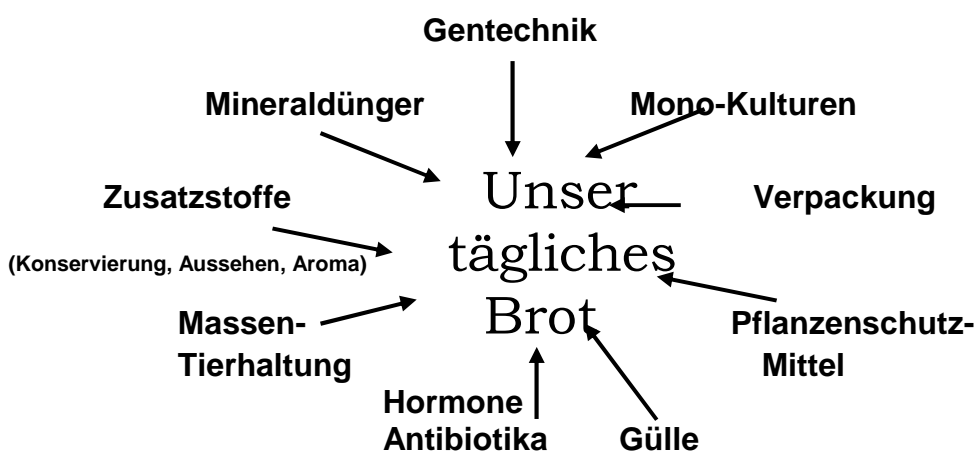 Gentechnik
Mineraldünger
Mono-Kulturen
Unser
tägliches
Brot
Zusatzstoffe
(Konservierung, Aussehen, Aroma)
Verpackung
Massen-
Tierhaltung
Pflanzenschutz-
Mittel
Hormone
Antibiotika
Gülle